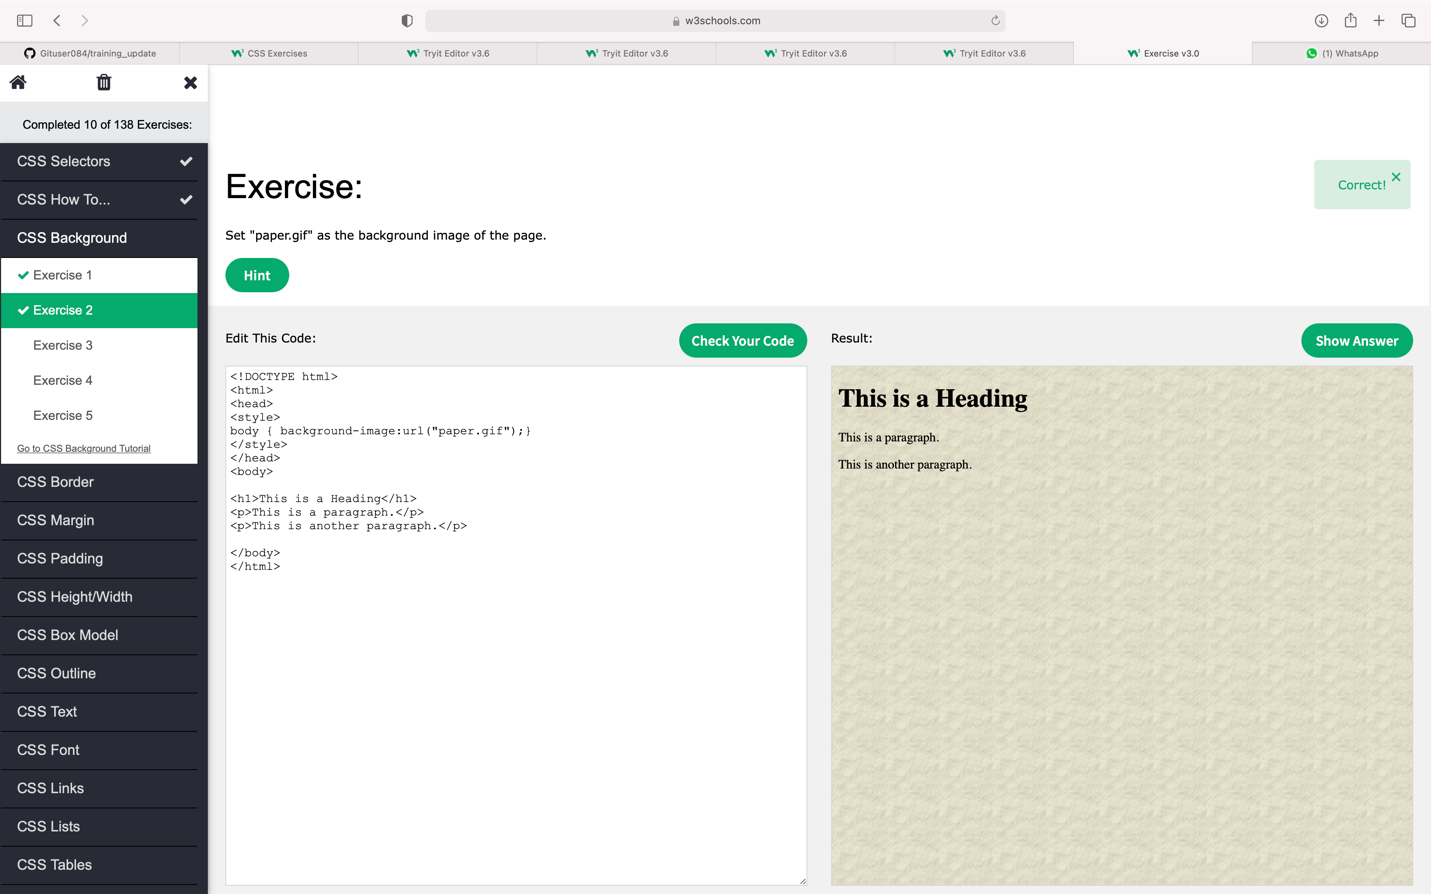 w3schools.com
Gituser084/training_update
CSS Exercises
Tryit Editor v3.6
Tryit Editor v3.6
Tryit Editor v3.6
Tryit Editor v3.6
Exercise v3.0
(1) WhatsApp
Completed 10 of 138 Exercises:
CSS Selectors
CSS How To...
CSS Background
Exercise 1
Exercise 2
Exercise 3
Exercise 4
Exercise 5
Go to CSS Background Tutorial
CSS Border
CSS Margin
CSS Padding
CSS Height/Width
CSS Box Model
CSS Outline
CSS Text
CSS Font
CSS Links
CSS Lists
CSS Tables
Exercise:
Correct!
Set "paper.gif" as the background image of the page.
Hint
Edit This Code:
Check Your Code
<!DOCTYPE html>
<html>
<head>
<style>
body { background-image:url("paper.gif");}
</style>
</head>
<body>
<h1>This is a Heading</h1>
<p>This is a paragraph.</p>
<p>This is another paragraph.</p>
</body>
</html>
Result:
Show Answer
This is a Heading
This is a paragraph.
This is another paragraph.